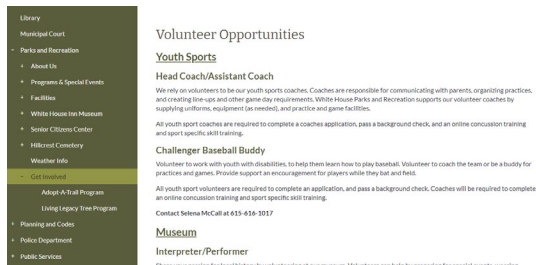 Library
Municipal Court
- Parks and Recreation
+ About Us
+ Programs & Special Events
+ Facilities
+ White House Inn Museum
+ Senior Citizens Center
+ Hillcrest Cemetery
Weather Info
- Get Involved
Adopt-A-Trail Program
Living Legacy Tree Program
+ Planning and Codes
+ Police Department
+ Public Services
Volunteer Opportunities
Youth Sports
Head Coach/Assistant Coach
We rely on volunteers to be our youth sports coaches. Coaches are responsible for communicating with parents, organizing practices,
and creating line-ups and other game day requirements. White House Parks and Recreation supports our volunteer coaches by
supplying uniforms, equipment (as needed), and practice and game facilities.
All youth sport coaches are required to complete a coaches application, pass a background check, and an online concussion training
and sport specific skill training.
Challenger Baseball Buddy
Volunteer to work with youth with disabilities, to help them learn how to play baseball. Volunteer to coach the team or be a buddy for
practices and games. Provide support an encouragement for players while they bat and field.
All youth sport volunteers are required to complete an application, and pass a background check. Coaches will be required to complete
an online concussion training and sport specific skill training.
Contact Selena McCall at 615-616-1017
Museum
Interpreter/Performer